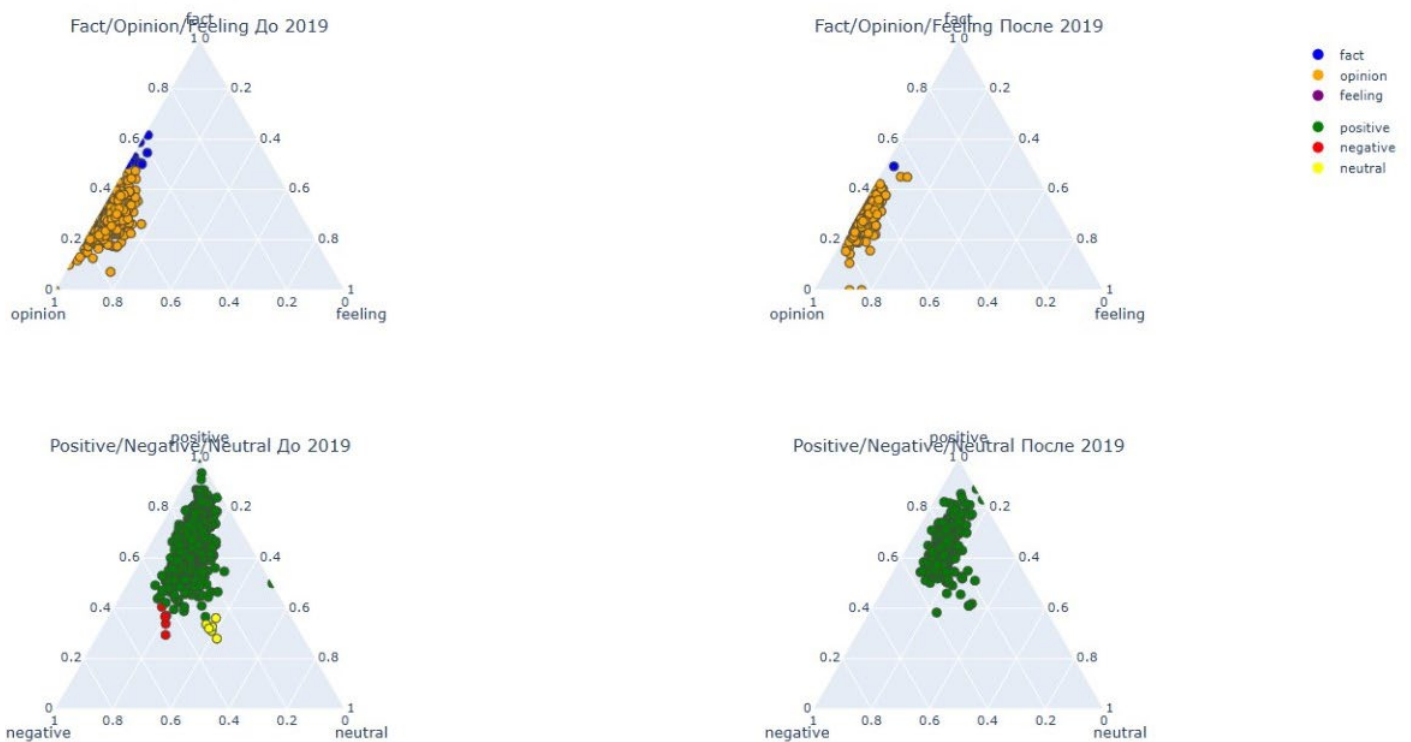 fact
Fact/Opinion/Feeling До 2019
1 0
0.8 0.2
0.6 0.4
0.4 0.6
0.2 0.8
0 1
1 0.8 0.6 0.4 0.2 0
opinion feeling
fact
Fact/Opinion/Feeling После 2019
1 0
0.8 0.2
0.6 0.4
0.4 0.6
0.2 0.8
0 1
1 0.8 0.6 0.4 0.2 0
opinion feeling
fact
opinion
feeling
positive
negative
neutral
positive
Positive/Negative/Neutral До 2019
1 0
0.8 0.2
0.6 0.4
0.4 0.6
0.2 0.8
0 1
1 0.8 0.6 0.4 0.2 0
negative neutral
positive
Positive/Negative/Neutral После 2019
1 0
0.8 0.2
0.6 0.4
0.4 0.6
0.2 0.8
0 1
1 0.8 0.6 0.4 0.2 0
negative neutral